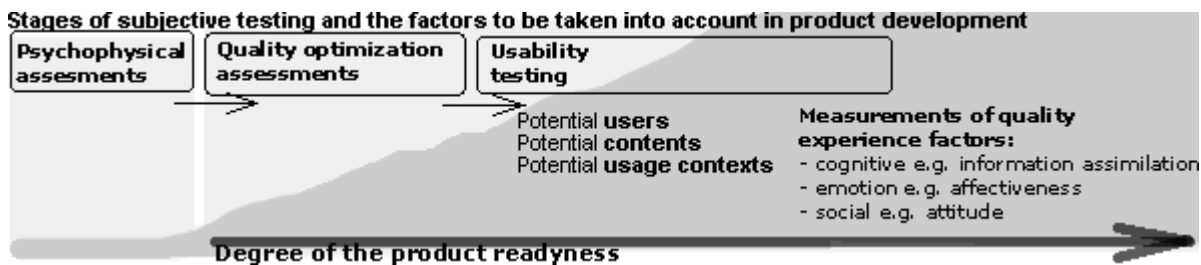 Stages of subjective testing and the factors to be taken into account in product development
Psychophysical
assesments
Quality optimization
assessments
Usability
testing
Potential users
Potential contents
Potential usage contexts
Measurements of quality
experience factors:
- cognitive e.g. information assimilation
- emotion e.g. affectiveness
- social e.g. attitude
Degree of the product readyness